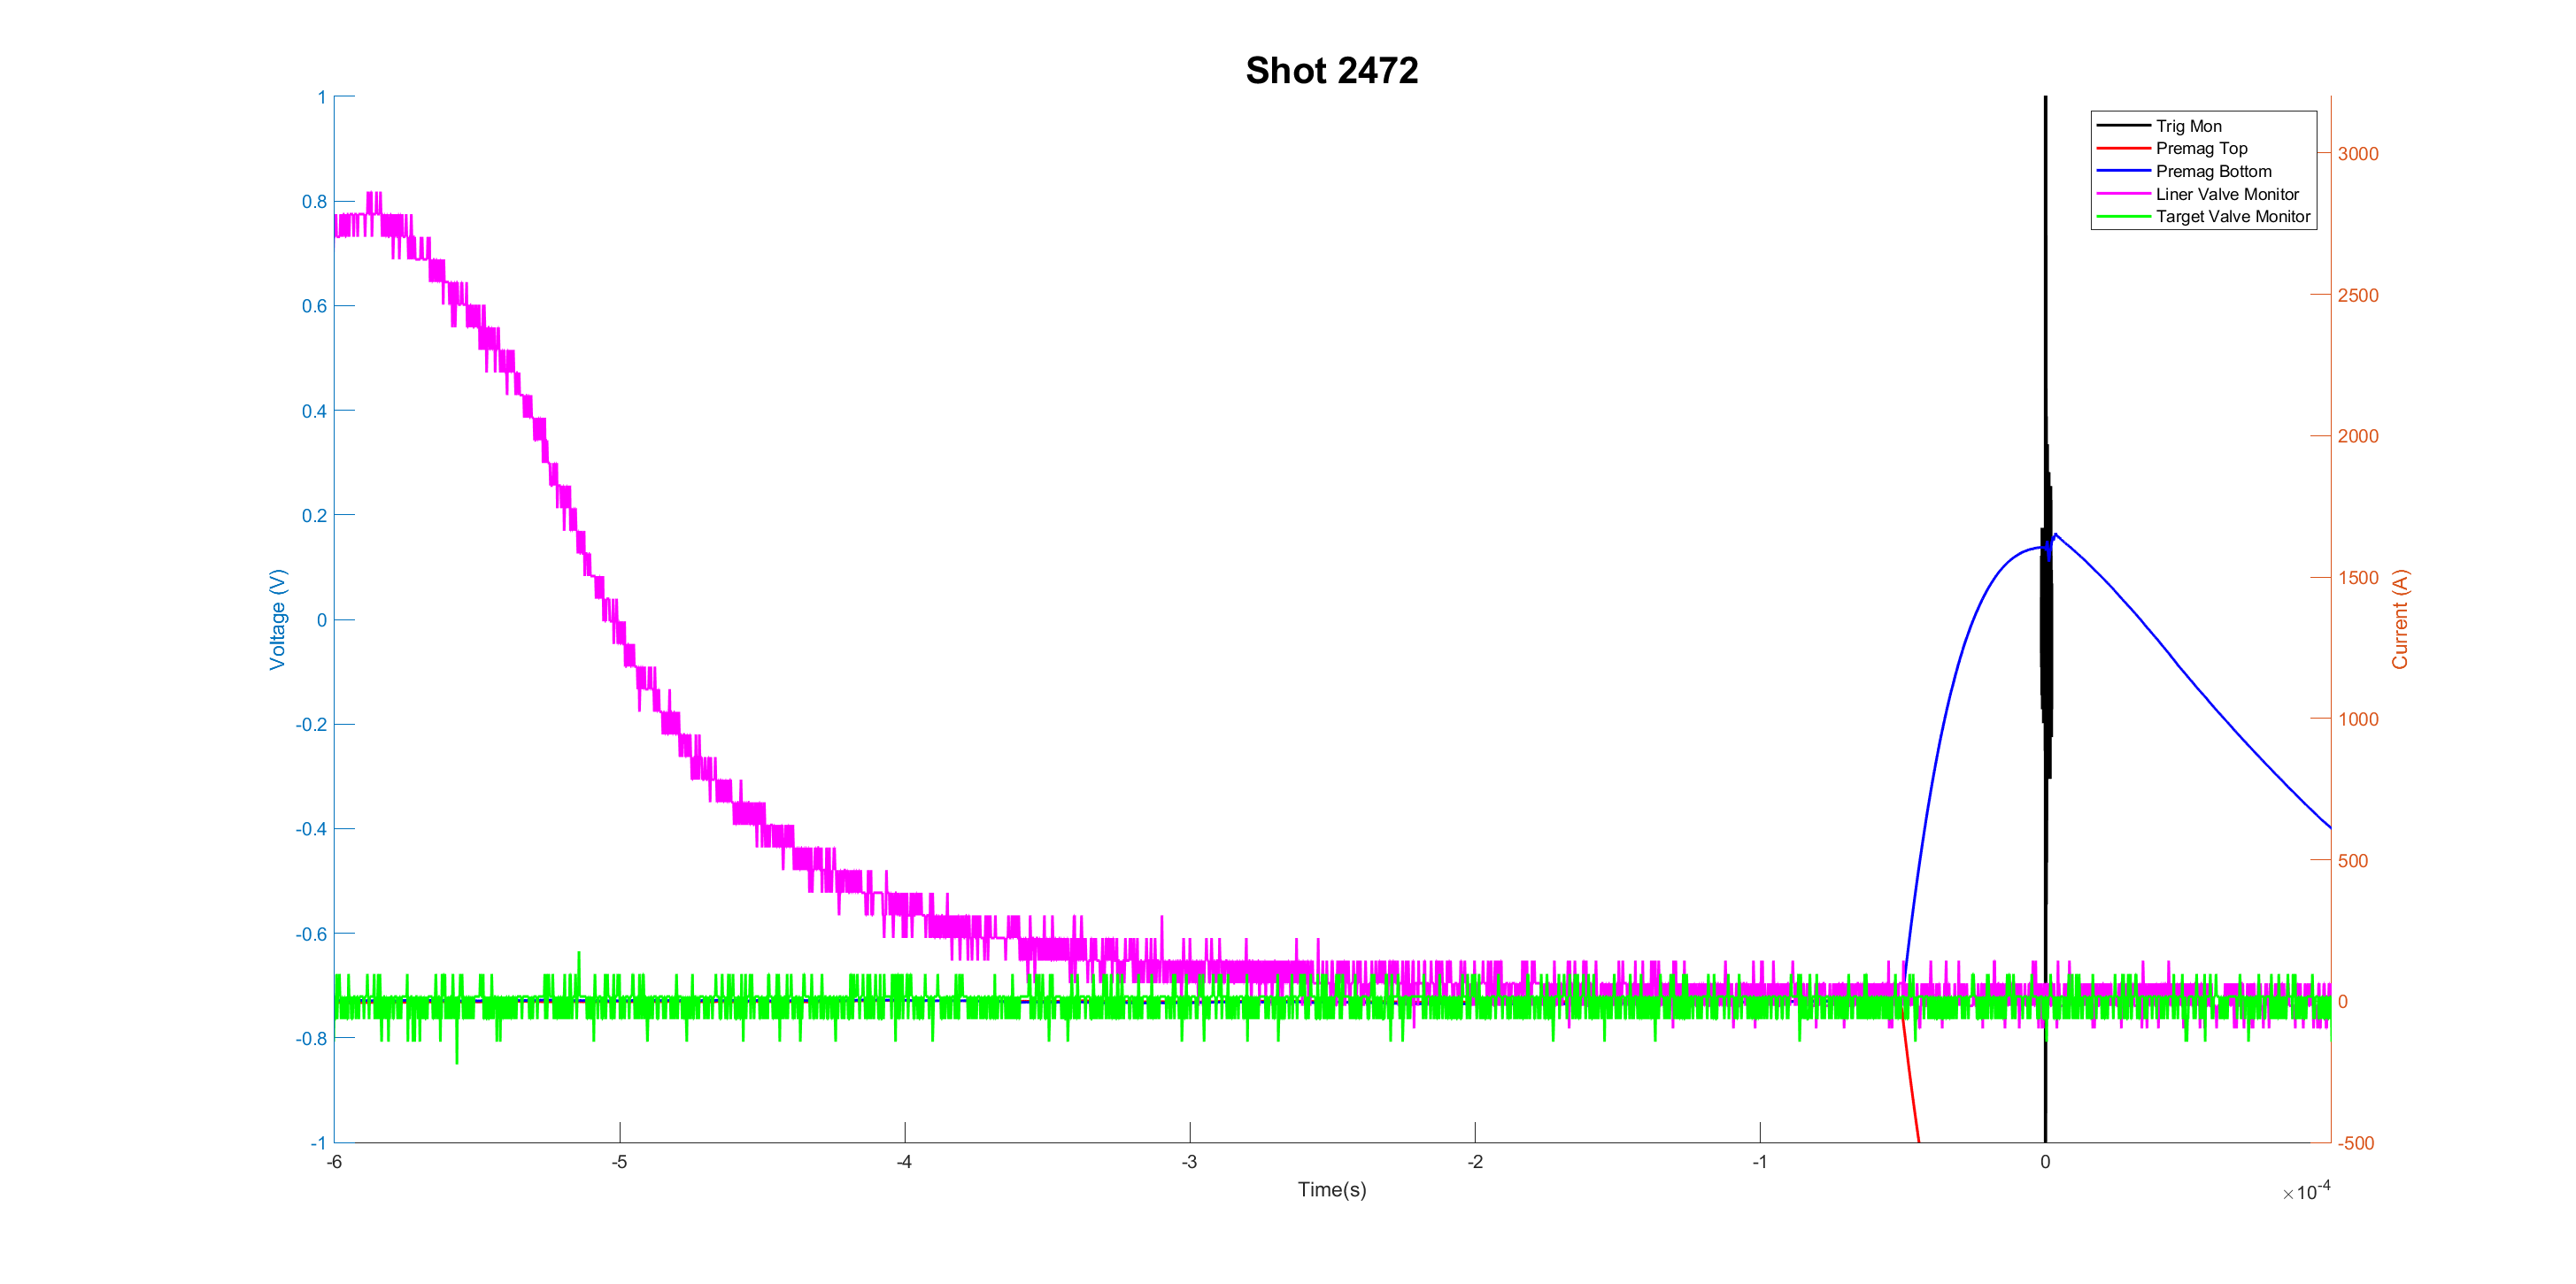 Shot 2472
1
0.8
0.6
0.4
0.2
0
-0.2
-0.4
-0.6
-0.8
-1
Voltage (V)
Trig Mon
Premag Top
Premag Bottom
Liner Valve Monitor
Target Valve Monitor
3000
2500
2000
1500
1000
500
0
-500
Current (A)
-6 -5 -4 -3 -2 -1 0
Time(s)
×10-4